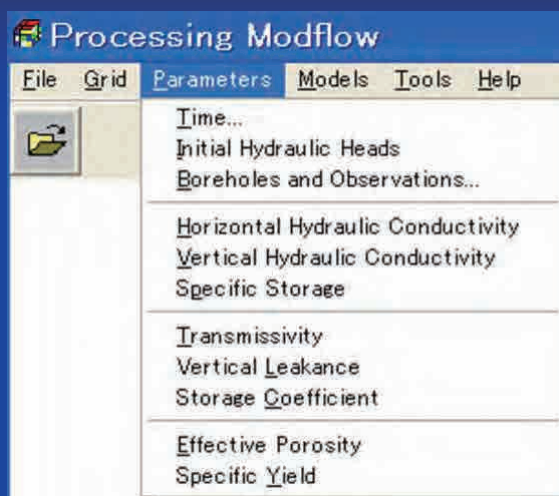 Processing Modflow
File Grid Parameters Models Tools Help
Time...
Initial Hydraulic Heads
Boreholes and Observations...
Horizontal Hydraulic Conductivity
Vertical Hydraulic Conductivity
Specific Storage
Transmissivity
Vertical Leakance
Storage Coefficient
Effective Porosity
Specific Yield